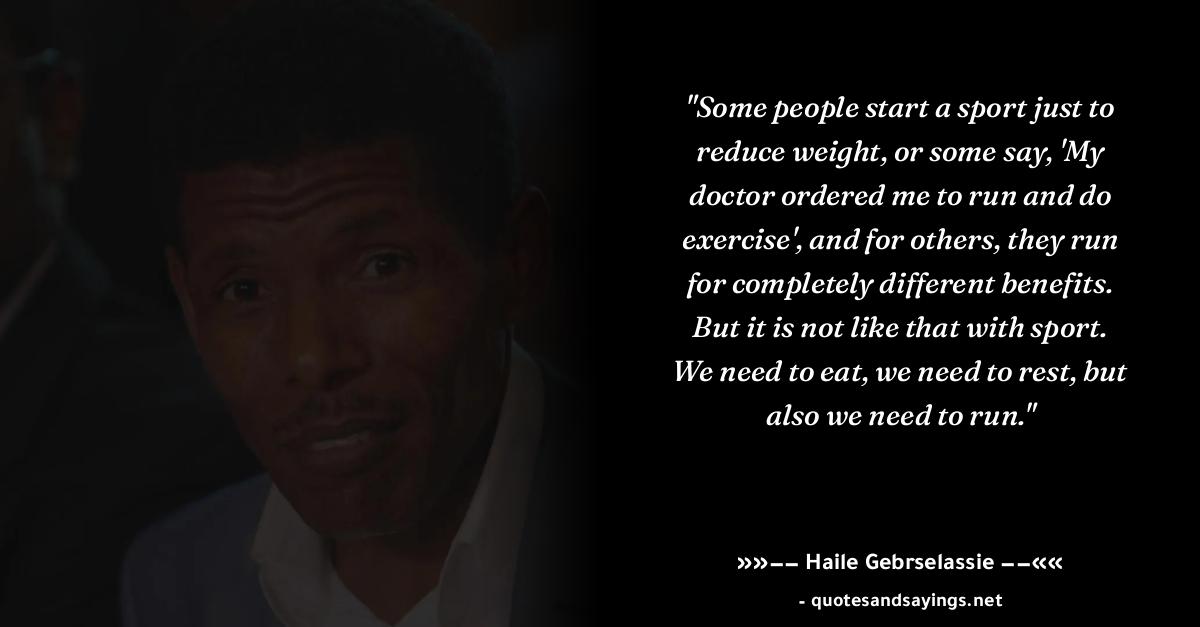 "Some people start a sport just to
reduce weight, or some say, 'My
doctor ordered me to run and do
exercise', and for others, they run
for completely different benefits.
But it is not like that with sport.
We need to eat, we need to rest, but
also we need to run."
»»—— Haile Gebrselassie ——««
- quotesandsayings.net